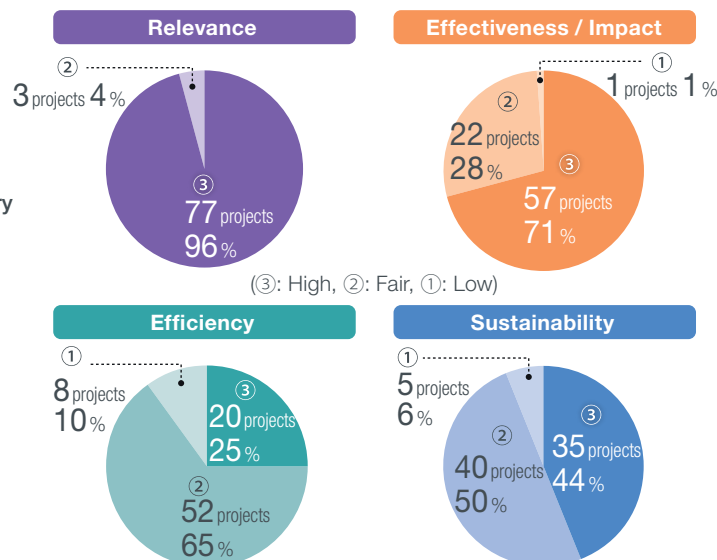 Relevance
②
3 projects 4 %
③
77 projects
96 %
Effectiveness / Impact
①
1 projects 1 %
②
22 projects
28 %
③
57 projects
71 %
ry
(③: High, ②: Fair, ①: Low)
Efficiency
①
8 projects
10 %
③
20 projects
25 %
②
52 projects
65 %
Sustainability
①
5 projects
6 %
②
40 projects
50 %
③
35 projects
44 %